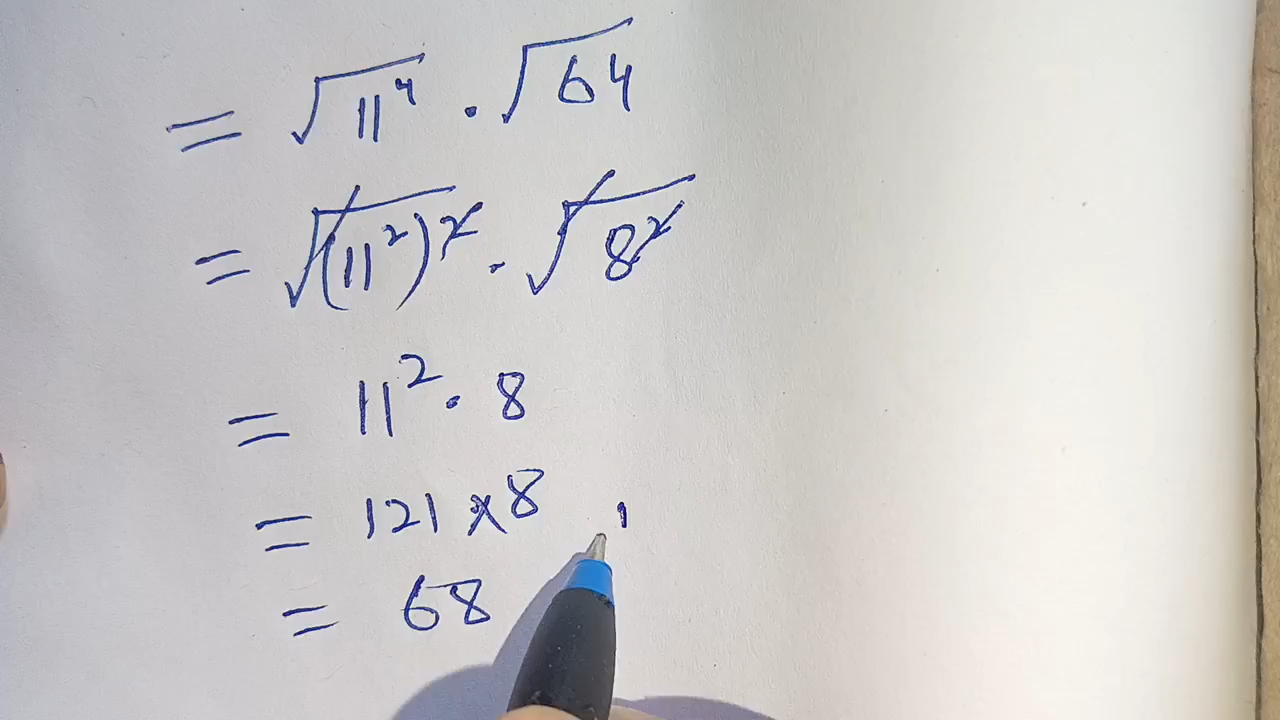 = √11⁴ · √64
= √(11²)² · √8²
= 11² · 8
= 121 × 8
= 68